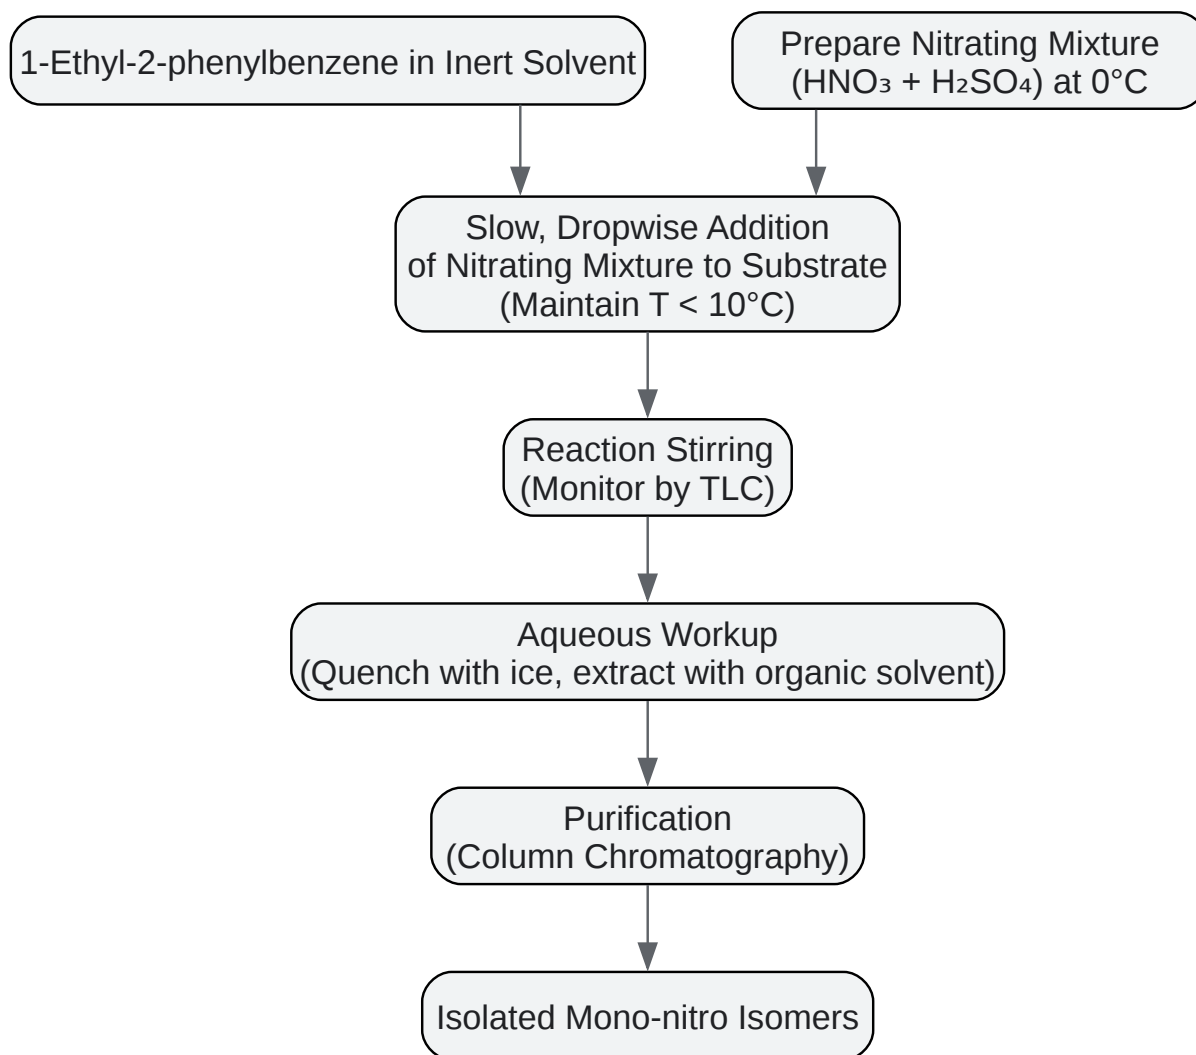 1-Ethyl-2-phenylbenzene in Inert Solvent
Prepare Nitrating Mixture
(HNO₃ + H₂SO₄) at 0°C
Slow, Dropwise Addition
of Nitrating Mixture to Substrate
(Maintain T < 10°C)
Reaction Stirring
(Monitor by TLC)
Aqueous Workup
(Quench with ice, extract with organic solvent)
Purification
(Column Chromatography)
Isolated Mono-nitro Isomers